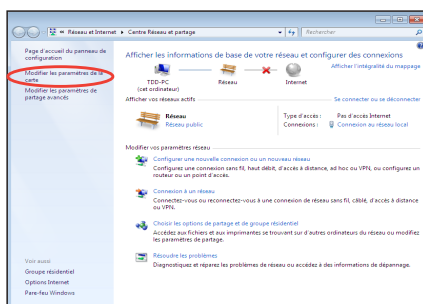 Réseau et Internet ▸ Centre Réseau et partage
Rechercher
Page d'accueil du panneau de
configuration
Modifier les paramètres de la
carte
Modifier les paramètres de
partage avancés
Afficher les informations de base de votre réseau et configurer des connexions
Afficher l'intégralité du mappage
TDD-PC
(cet ordinateur)
Réseau
Internet
Afficher vos réseaux actifs
Se connecter ou se déconnecter
Réseau
Réseau public
Type d'accès : Pas d'accès Internet
Connexions : Connexion au réseau local
Modifier vos paramètres réseau
Configurer une nouvelle connexion ou un nouveau réseau
Configurez une connexion sans fil, haut débit, d'accès à distance, ad hoc ou VPN, ou configurez un
routeur ou un point d'accès.
Connexion à un réseau
Connectez-vous ou reconnectez-vous à une connexion de réseau sans fil, câblé, d'accès à distance
ou VPN.
Choisir les options de partage et de groupe résidentiel
Accédez aux fichiers et aux imprimantes se trouvant sur d'autres ordinateurs du réseau ou modifiez
les paramètres de partage.
Résoudre les problèmes
Diagnostiquez et réparez les problèmes de réseau ou accédez à des informations de dépannage.
Voir aussi
Groupe résidentiel
Options Internet
Pare-feu Windows